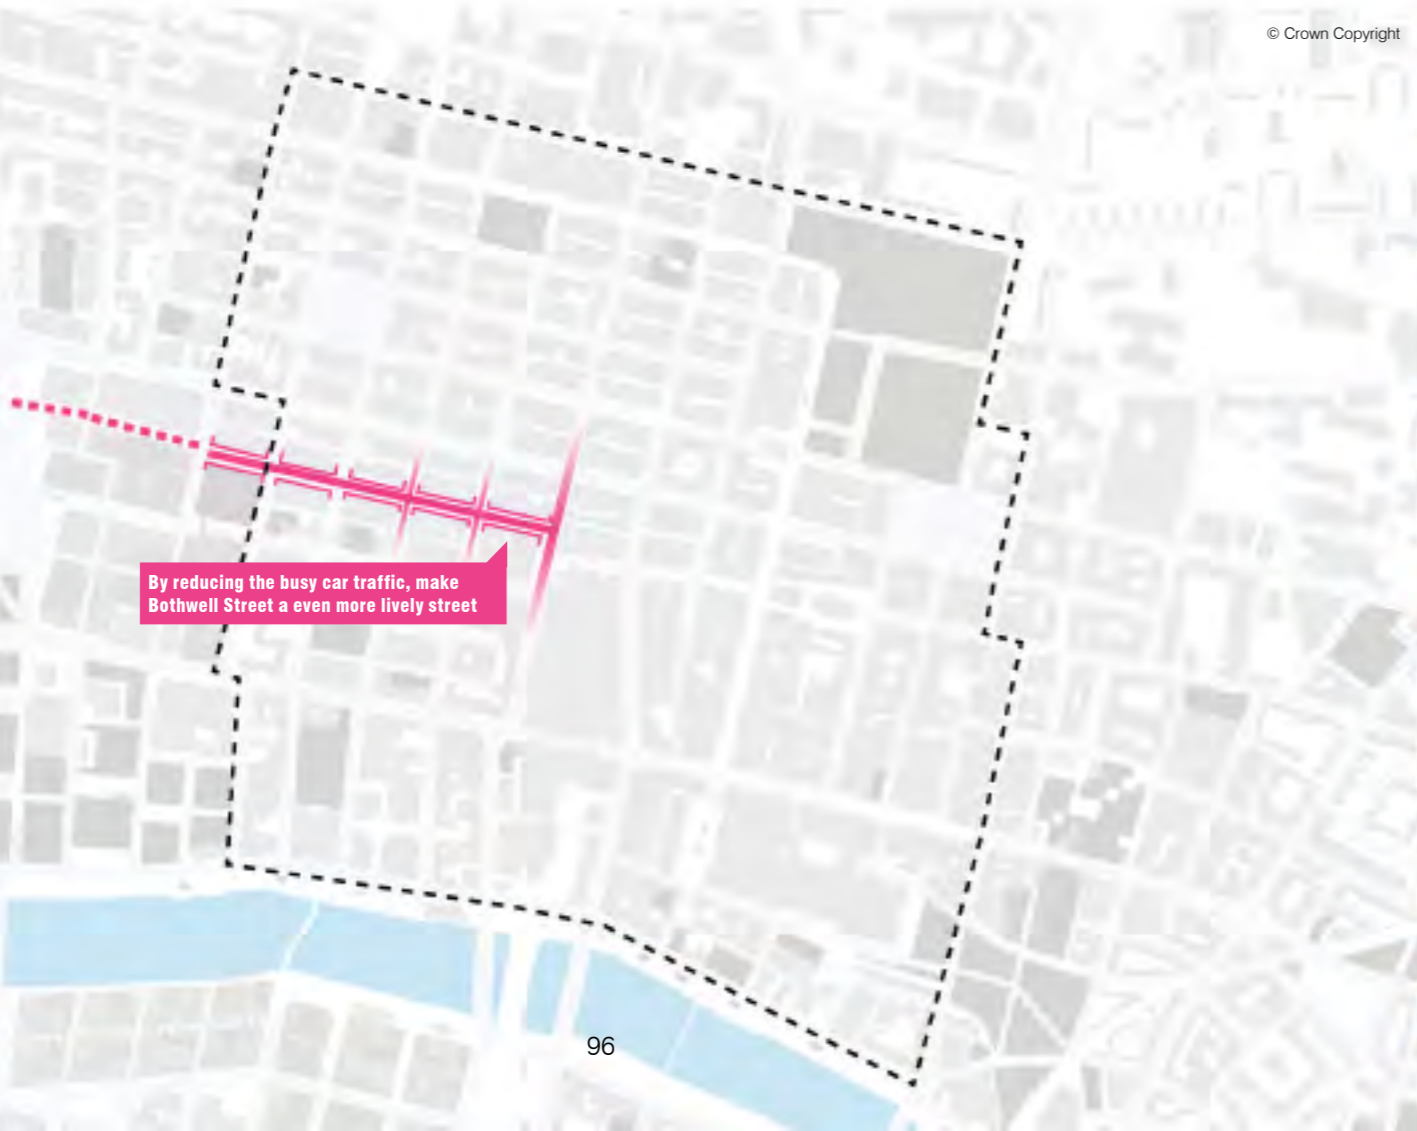 © Crown Copyright
By reducing the busy car traffic, make
Bothwell Street a even more lively street
96